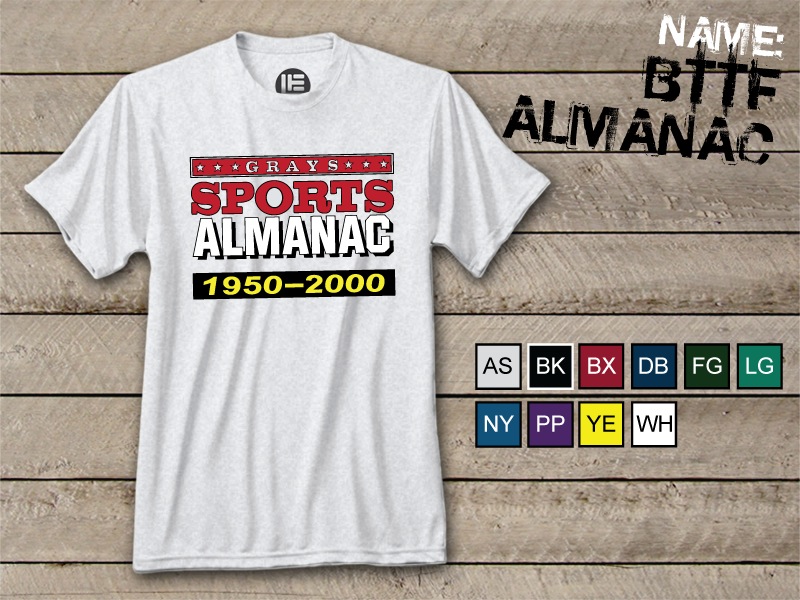 NAME:
BTTF
ALMANAC
GRAYS
SPORTS
ALMANAC
1950-2000
AS BK BX DB FG LG
NY PP YE WH